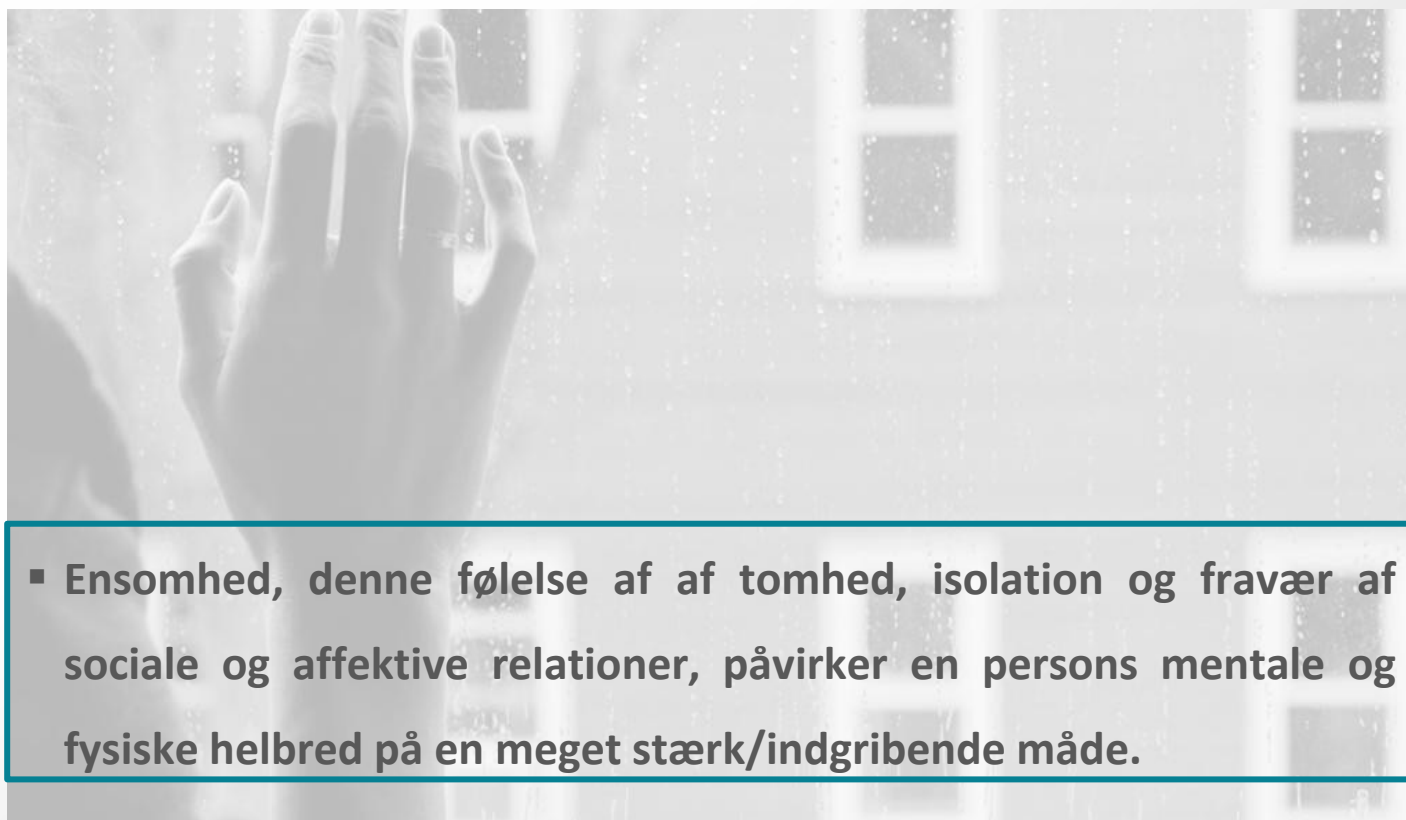 ▪ Ensomhed, denne følelse af af tomhed, isolation og fravær af
sociale og affektive relationer, påvirker en persons mentale og
fysiske helbred på en meget stærk/indgribende måde.